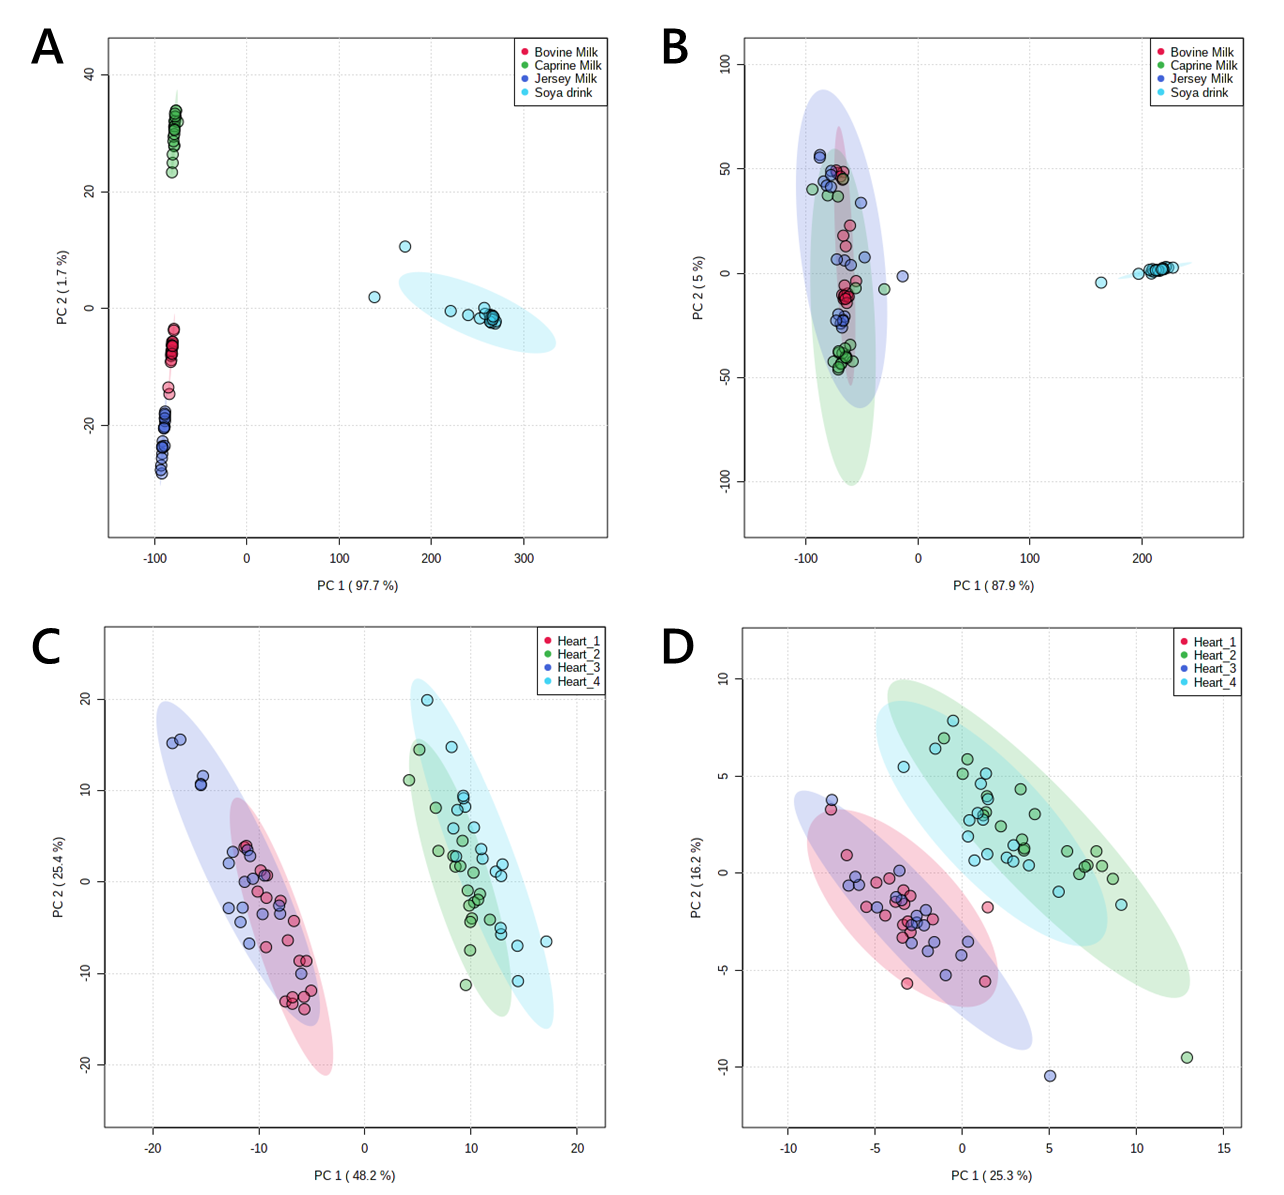 A
Bovine Milk
Caprine Milk
Jersey Milk
Soya drink
40
20
0
-20
PC 2 ( 1.7 %)
-100
0
100
200
300
PC 1 ( 97.7 %)
B
Bovine Milk
Caprine Milk
Jersey Milk
Soya drink
100
50
0
-50
-100
PC 2 ( 5 %)
-100
0
100
200
PC 1 ( 87.9 %)
C
Heart_1
Heart_2
Heart_3
Heart_4
20
10
0
-10
-20
PC 2 ( 25.4 %)
-20
-10
0
10
20
PC 1 ( 48.2 %)
D
Heart_1
Heart_2
Heart_3
Heart_4
10
5
0
-5
-10
PC 2 ( 16.2 %)
-10
-5
0
5
10
15
PC 1 ( 25.3 %)